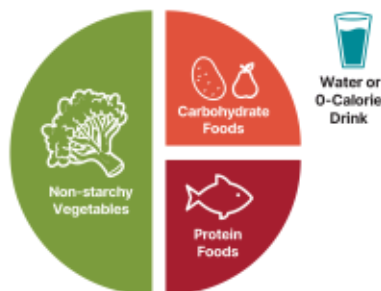 Non-starchy
Vegetables
Carbohydrate
Foods
Protein
Foods
Water or
0-Calorie
Drink